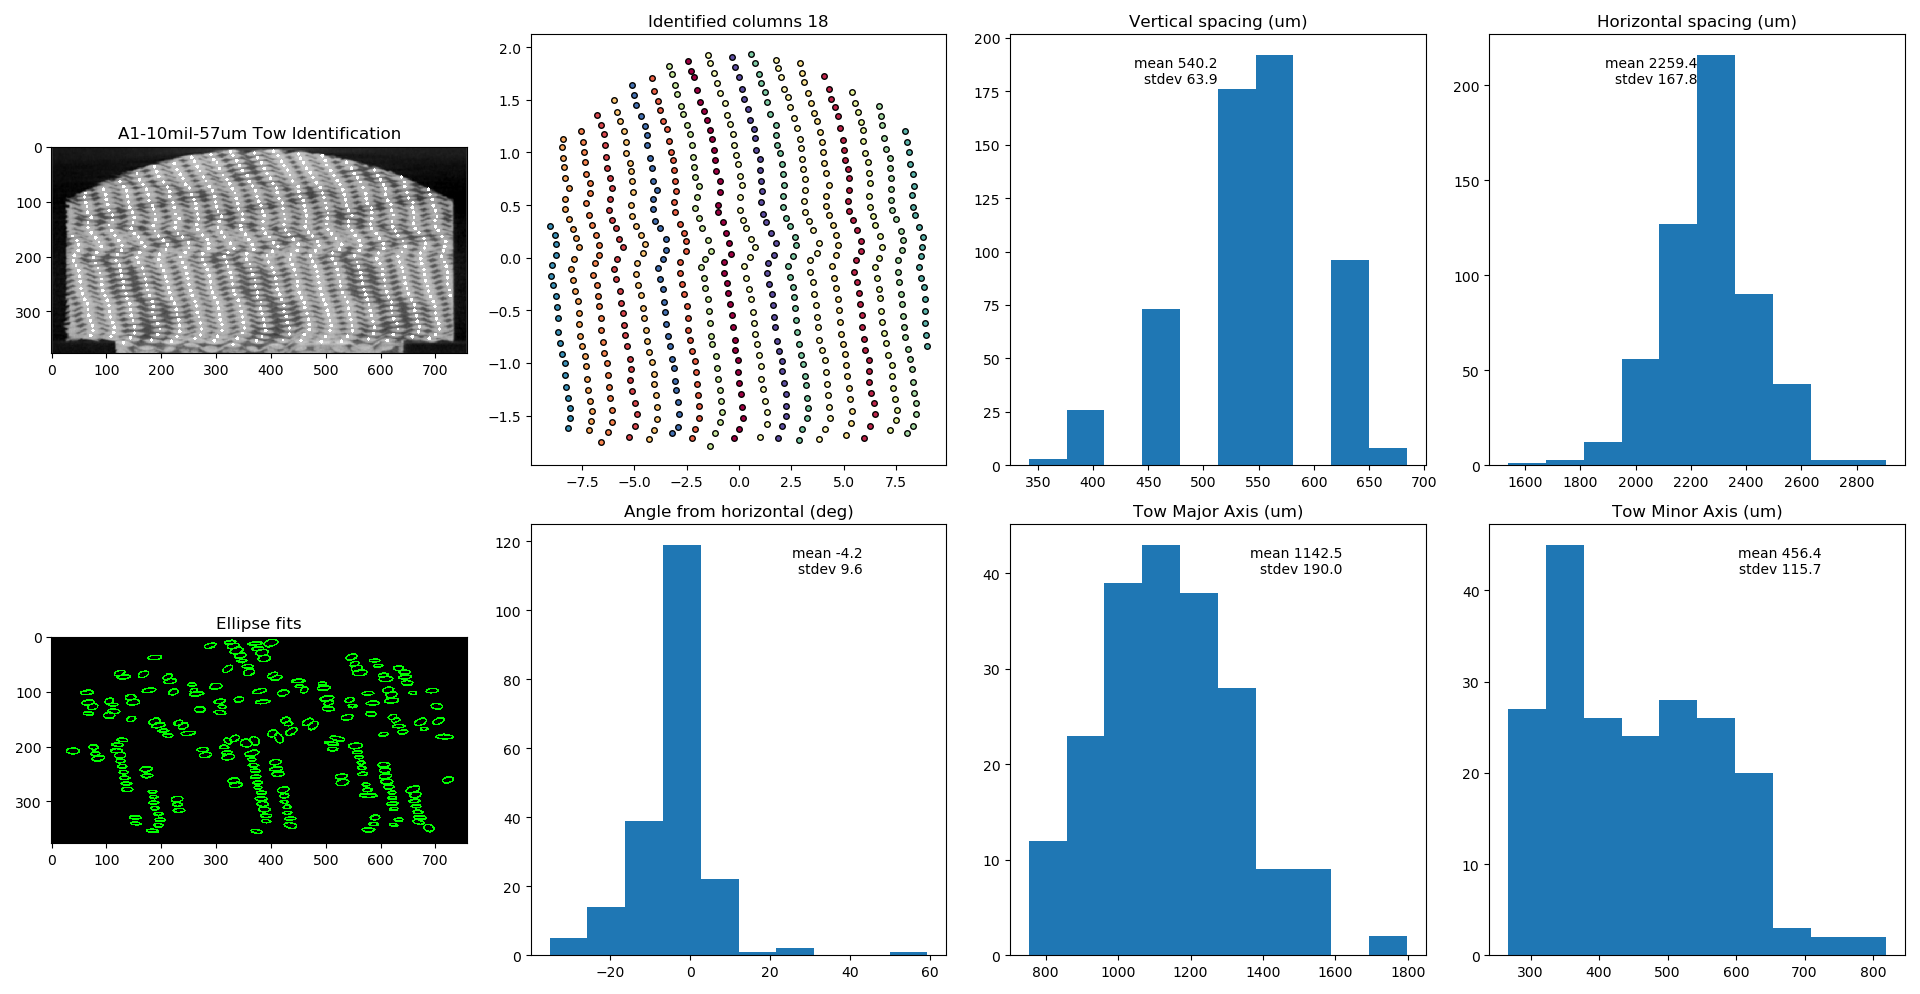 A1-10mil-57um Tow Identification
0
100
200
300
0 100 200 300 400 500 600 700
Identified columns 18
2.0
1.5
1.0
0.5
0.0
−0.5
−1.0
−1.5
−7.5 −5.0 −2.5 0.0 2.5 5.0 7.5
Vertical spacing (um)
mean 540.2
stdev 63.9
200
175
150
125
100
75
50
25
0
350 400 450 500 550 600 650 700
Horizontal spacing (um)
mean 2259.4
stdev 167.8
200
150
100
50
0
1600 1800 2000 2200 2400 2600 2800
Ellipse fits
0
100
200
300
0 100 200 300 400 500 600 700
Angle from horizontal (deg)
mean -4.2
stdev 9.6
120
100
80
60
40
20
0
−20 0 20 40 60
Tow Major Axis (um)
mean 1142.5
stdev 190.0
40
30
20
10
0
800 1000 1200 1400 1600 1800
Tow Minor Axis (um)
mean 456.4
stdev 115.7
40
30
20
10
0
300 400 500 600 700 800